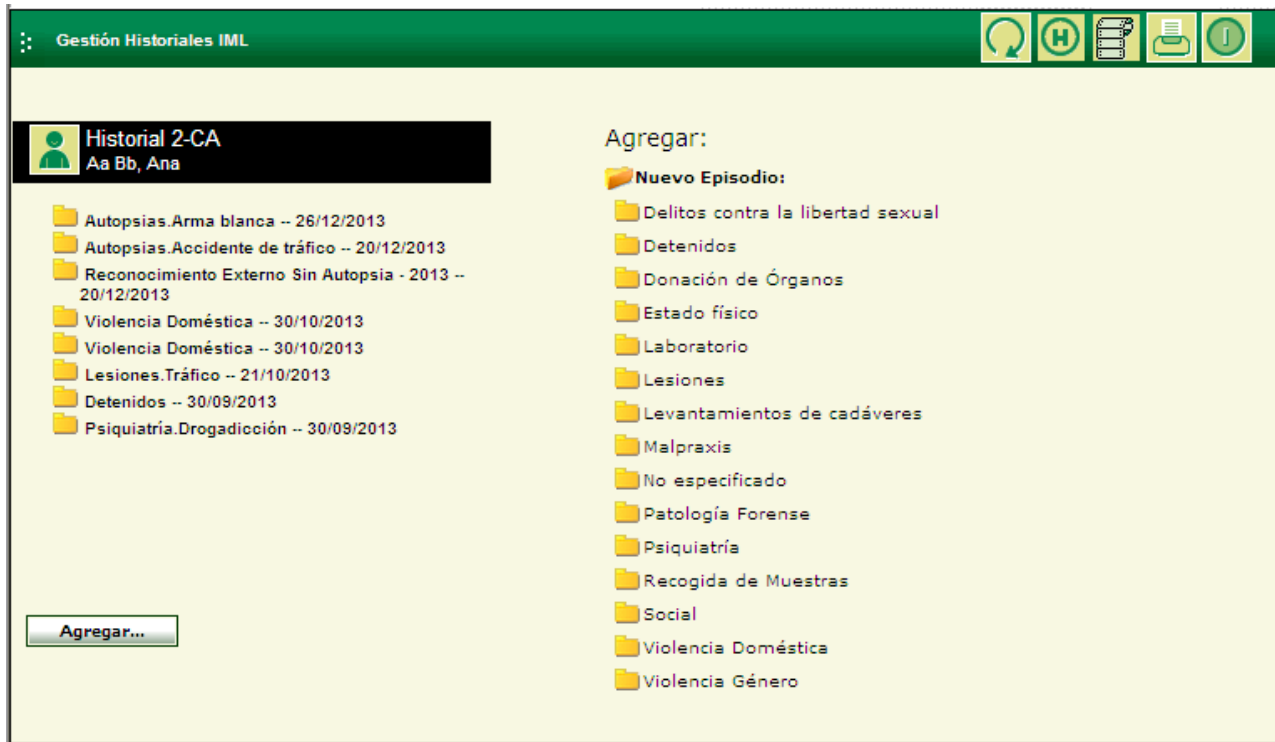 Gestión Historiales IML
Historial 2-CA
Aa Bb, Ana
Autopsias.Arma blanca -- 26/12/2013
Autopsias.Accidente de tráfico -- 20/12/2013
Reconocimiento Externo Sin Autopsia - 2013 --
20/12/2013
Violencia Doméstica -- 30/10/2013
Violencia Doméstica -- 30/10/2013
Lesiones.Tráfico -- 21/10/2013
Detenidos -- 30/09/2013
Psiquiatría.Drogadicción -- 30/09/2013
Agregar...
Agregar:
Nuevo Episodio:
Delitos contra la libertad sexual
Detenidos
Donación de Órganos
Estado físico
Laboratorio
Lesiones
Levantamientos de cadáveres
Malpraxis
No especificado
Patología Forense
Psiquiatría
Recogida de Muestras
Social
Violencia Doméstica
Violencia Género